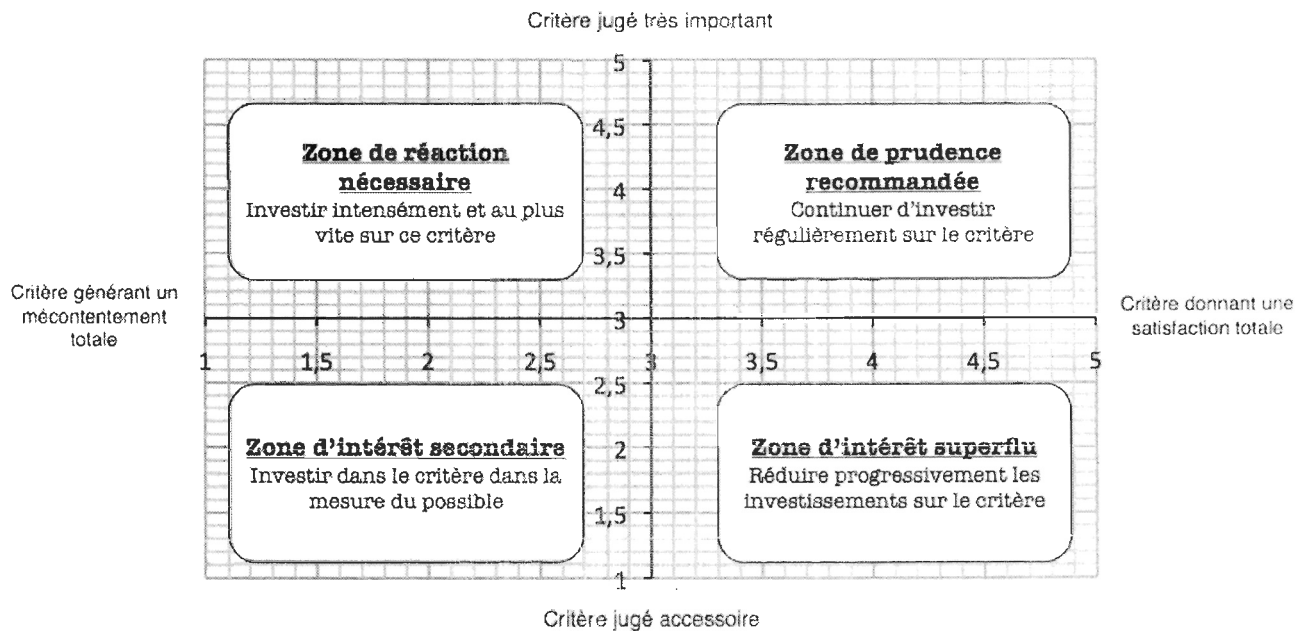 Critère jugé très important
5
4,5
Zone de réaction
nécessaire
Investir intensément et au plus
vite sur ce critère
Zone de prudence
recommandée
Continuer d'investir
régulièrement sur le critère
4
3,5
Critère générant un
mécontentement
totale
3
Critère donnant une
satisfaction totale
1 1,5 2 2,5 3 3,5 4 4,5 5
2,5
Zone d'intérêt secondaire
Investir dans le critère dans la
mesure du possible
2
Zone d'intérêt superflu
Réduire progressivement les
investissements sur le critère
1,5
1
Critère jugé accessoire